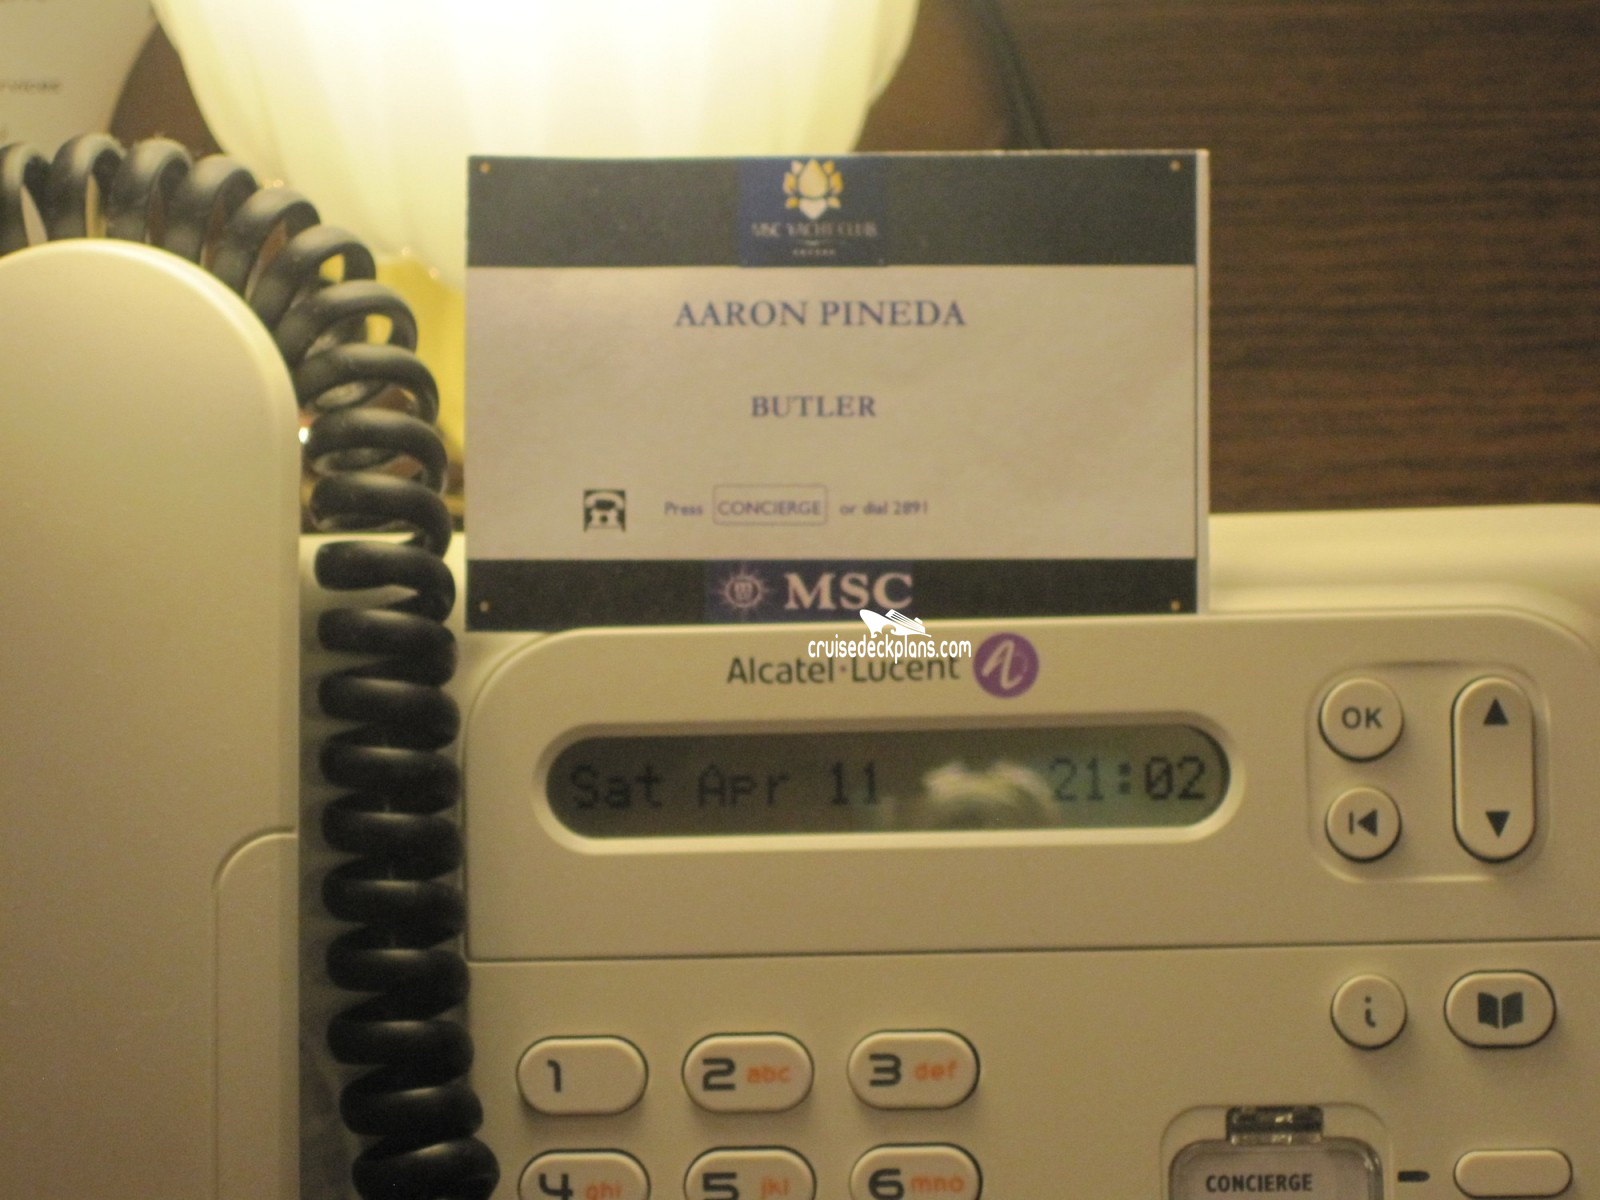 MSC YACHT CLUB
AARON PINEDA
BUTLER
Press CONCIERGE or dial 2891
MSC
cruisedeckplans.com
Alcatel·Lucent
Sat Apr 11 21:02
OK
i
1 2 abc 3 def
4 ghi 5 jkl 6 mno
CONCIERGE